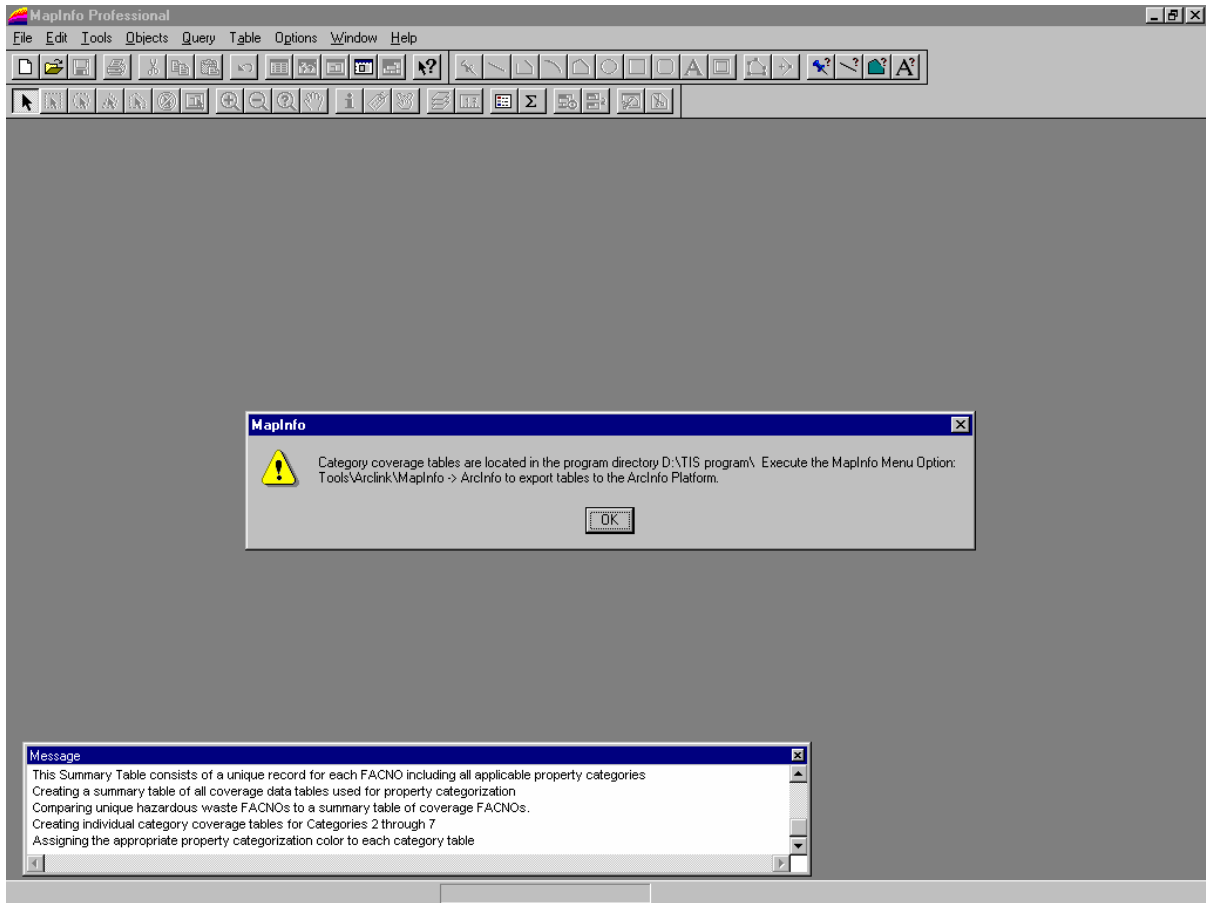 MapInfo Professional
File Edit Tools Objects Query Table Options Window Help
MapInfo
Category coverage tables are located in the program directory D:\TIS program\ Execute the MapInfo Menu Option:
Tools\Arclink\MapInfo -> ArcInfo to export tables to the ArcInfo Platform.
OK
Message
This Summary Table consists of a unique record for each FACNO including all applicable property categories
Creating a summary table of all coverage data tables used for property categorization
Comparing unique hazardous waste FACNOs to a summary table of coverage FACNOs.
Creating individual category coverage tables for Categories 2 through 7
Assigning the appropriate property categorization color to each category table